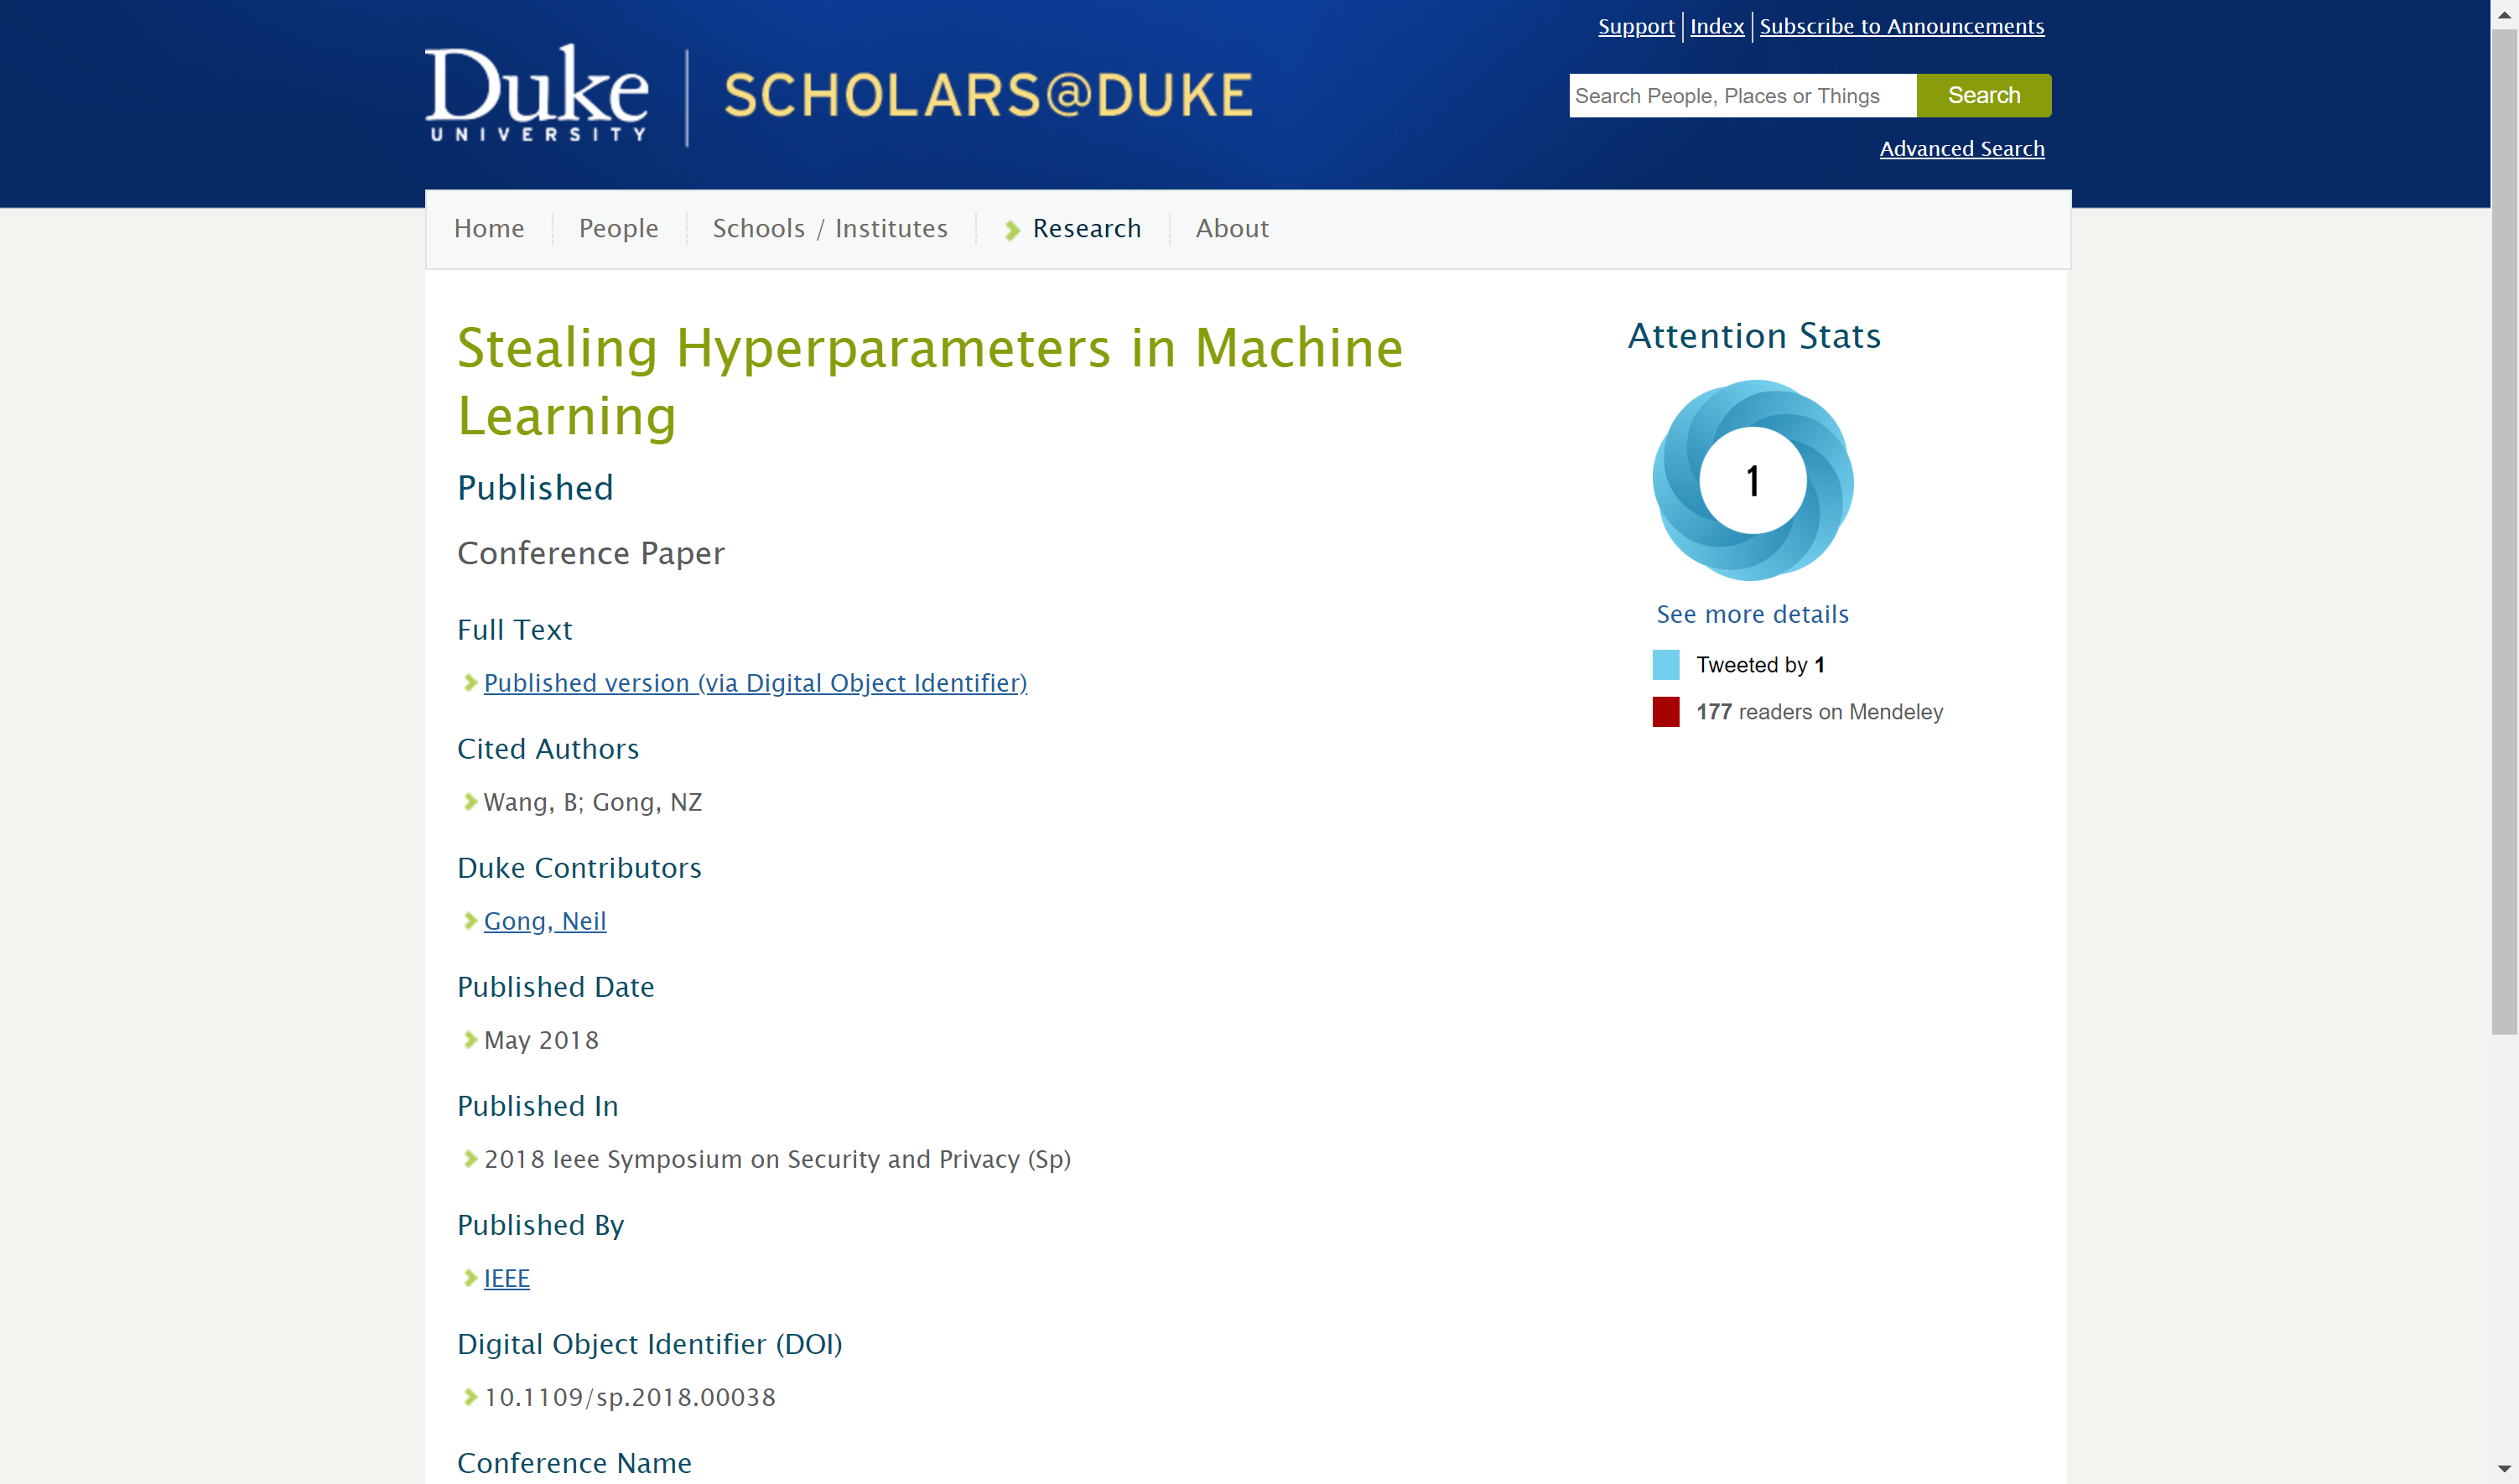 Support
Index
Subscribe to Announcements
Duke
UNIVERSITY
SCHOLARS@DUKE
Search People, Places or Things
Search
Advanced Search
Home
People
Schools / Institutes
Research
About
Stealing Hyperparameters in Machine
Learning
Published
Conference Paper
Full Text
Published version (via Digital Object Identifier)
Cited Authors
Wang, B; Gong, NZ
Duke Contributors
Gong, Neil
Published Date
May 2018
Published In
2018 Ieee Symposium on Security and Privacy (Sp)
Published By
IEEE
Digital Object Identifier (DOI)
10.1109/sp.2018.00038
Conference Name
Attention Stats
1
See more details
Tweeted by 1
177 readers on Mendeley